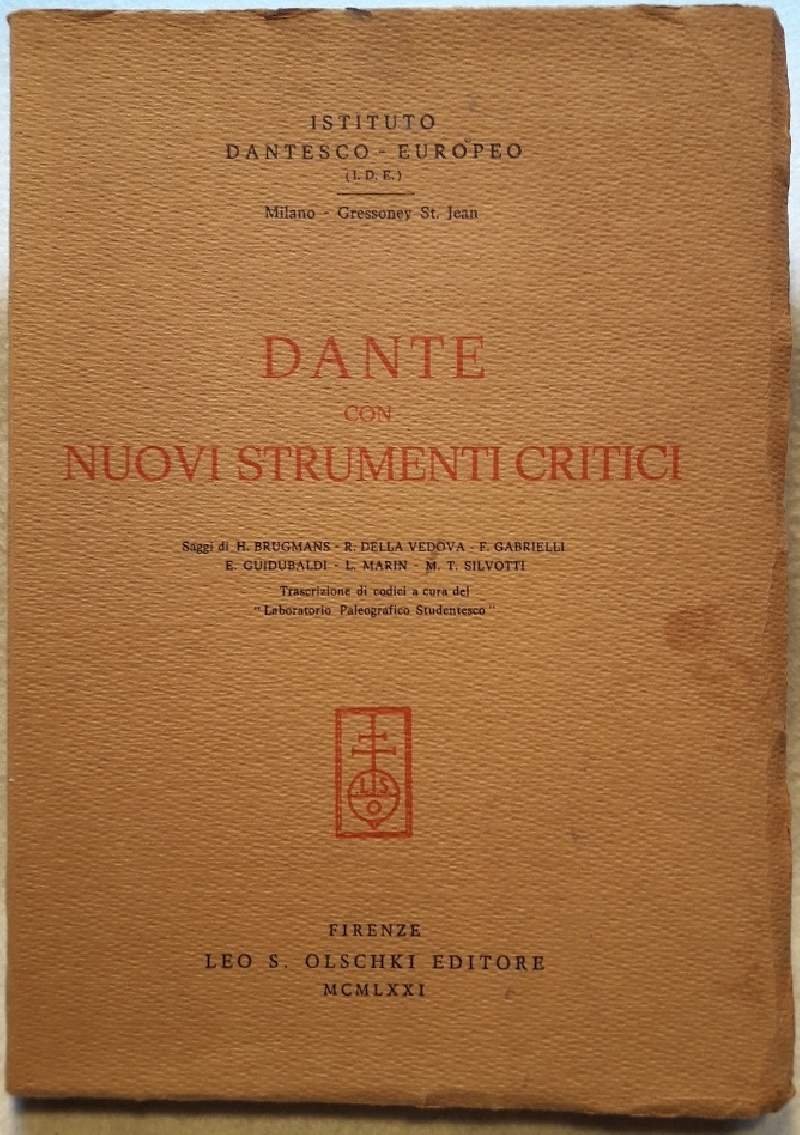 ISTITUTO
DANTESCO - EUROPEO
(I. D. E.)
Milano - Gressoney St. Jean
DANTE
CON
NUOVI STRUMENTI CRITICI
Saggi di H. BRUGMANS - R. DELLA VEDOVA - F. GABRIELLI
E. GUIDUBALDI - L. MARIN - M. T. SILVOTTI
Trascrizione di codici a cura del
"Laboratorio Paleografico Studentesco"
L S
O
FIRENZE
LEO S. OLSCHKI EDITORE
MCMLXXI